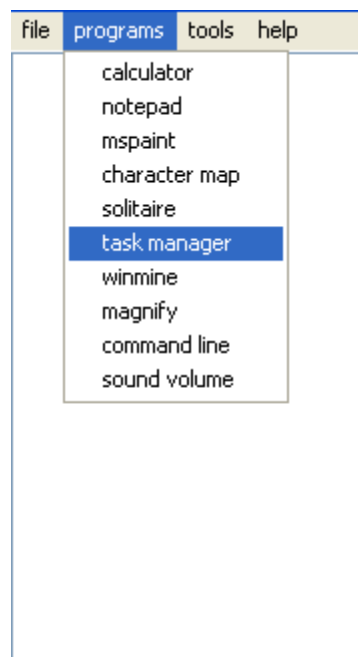 file programs tools help
calculator
notepad
mspaint
character map
solitaire
task manager
winmine
magnify
command line
sound volume